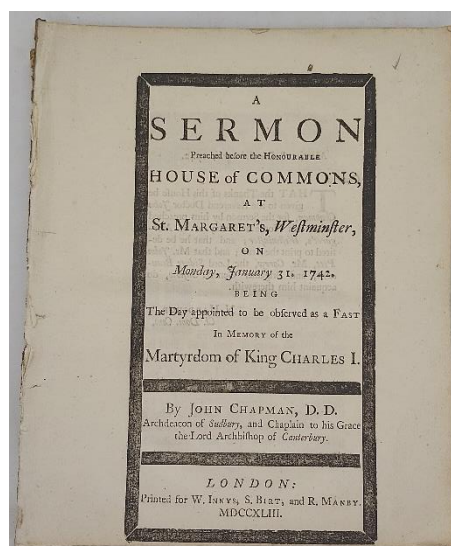 A
SERMON
Preached before the HONOURABLE
HOUSE of COMMONS,
AT
St. MARGARET's, Weſtminſter,
ON
Monday, January 31. 1742.
BEING
The Day appointed to be obſerved as a FAST
In MEMORY of the
Martyrdom of King CHARLES I.
By JOHN CHAPMAN, D. D.
Archdeacon of Sudbury, and Chaplain to his Grace
the Lord Archbiſhop of Canterbury.
LONDON:
Printed for W. INNYS, S. BIRT, and R. MANBY.
MDCCXLIII.